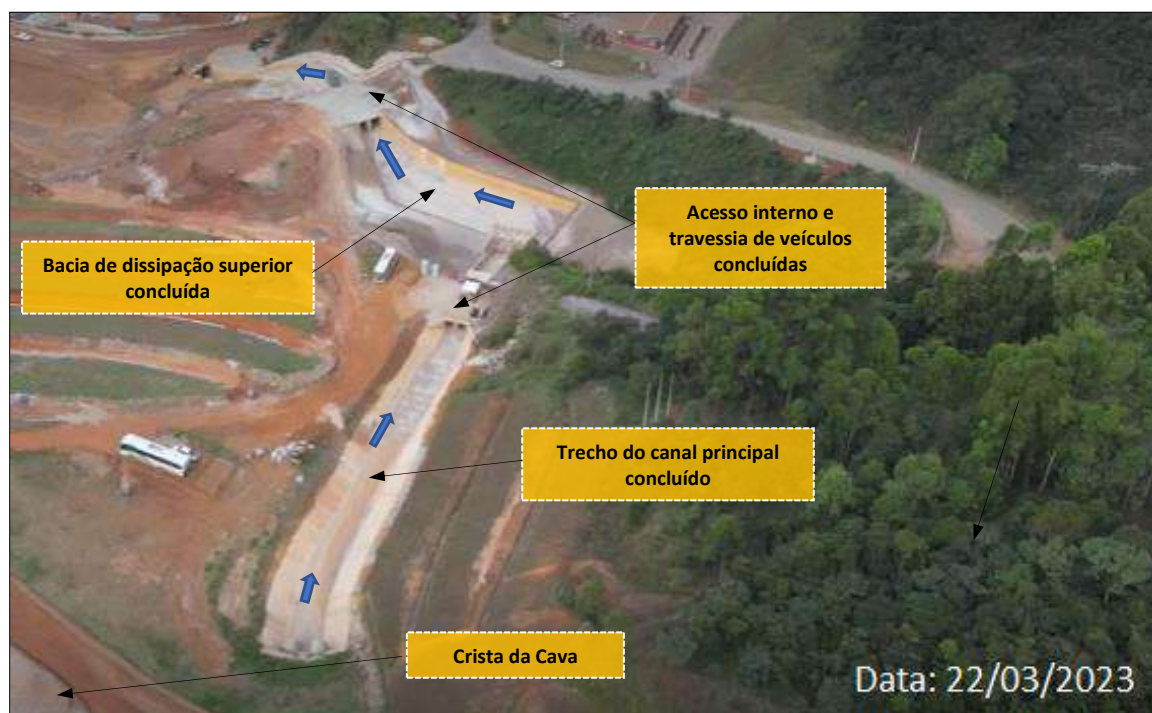 Acesso interno e
travessia de veículos
concluídas
Bacia de dissipação superior
concluída
Trecho do canal principal
concluído
Crista da Cava
Data: 22/03/2023